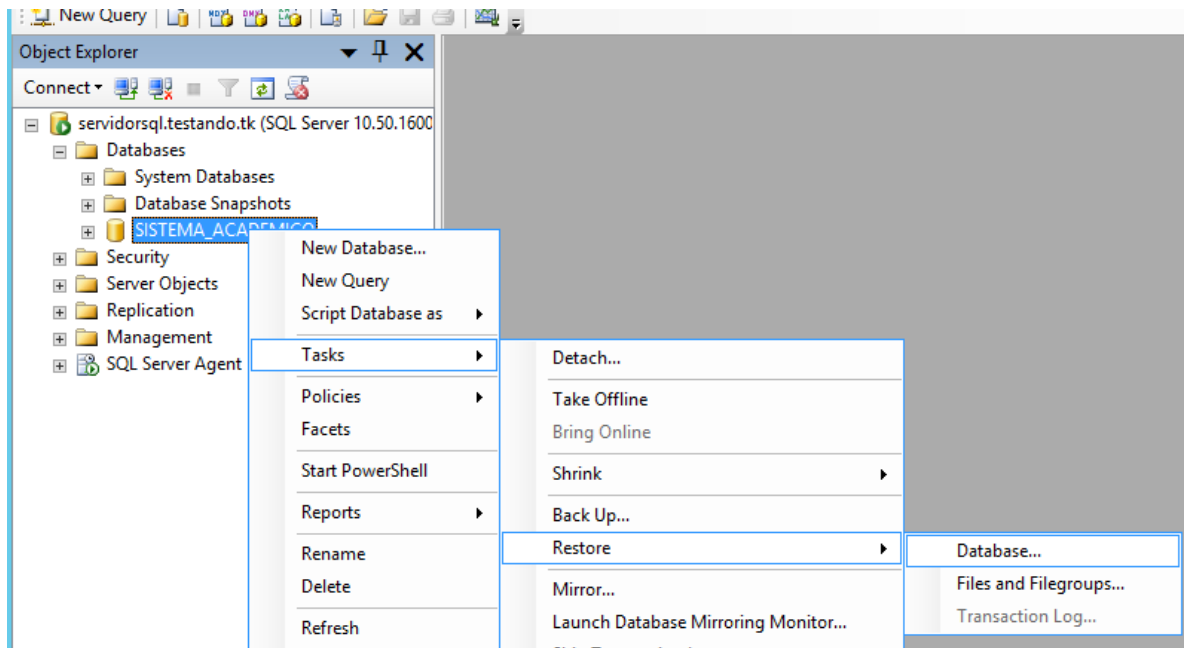 New Query
Object Explorer
Connect
servidorsql.testando.tk (SQL Server 10.50.1600
Databases
System Databases
Database Snapshots
SISTEMA_ACADEMICO
Security
Server Objects
Replication
Management
SQL Server Agent
New Database...
New Query
Script Database as
Tasks
Policies
Facets
Start PowerShell
Reports
Rename
Delete
Refresh
Detach...
Take Offline
Bring Online
Shrink
Back Up...
Restore
Mirror...
Launch Database Mirroring Monitor...
Database...
Files and Filegroups...
Transaction Log...